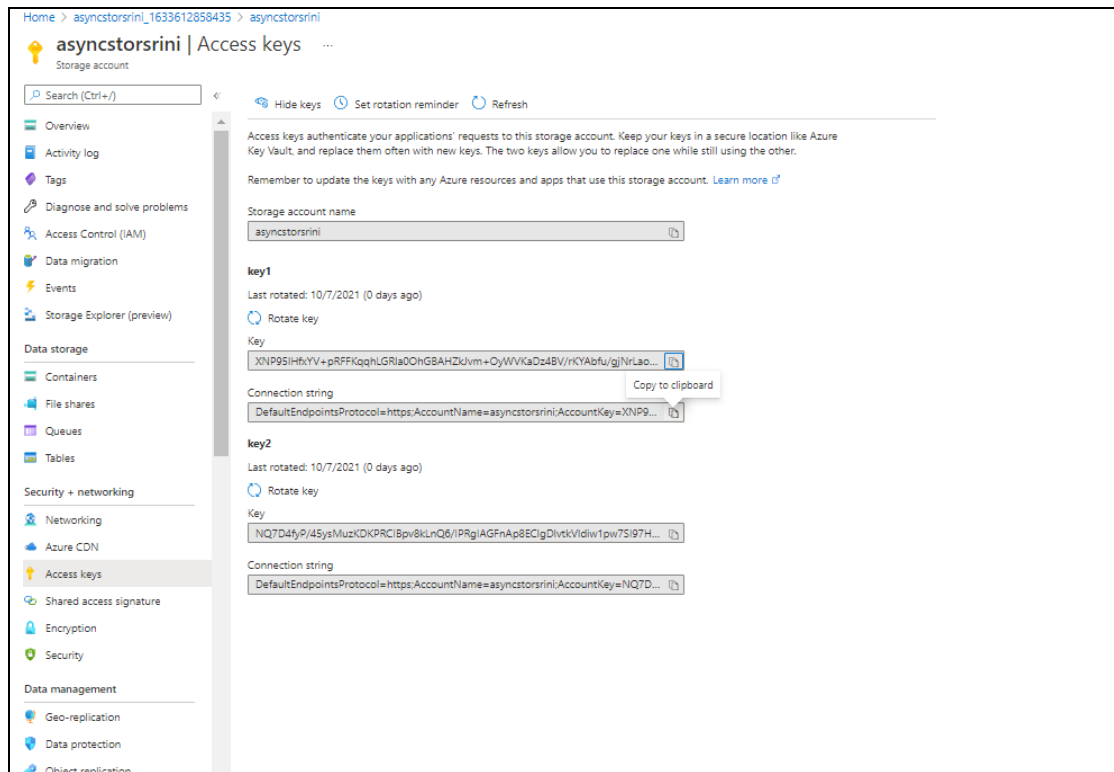 Home > asyncstorsrini_1633612858435 > asyncstorsrini
asyncstorsrini | Access keys ...
Storage account
Search (Ctrl+/)
«
Overview
Activity log
Tags
Diagnose and solve problems
Access Control (IAM)
Data migration
Events
Storage Explorer (preview)
Data storage
Containers
File shares
Queues
Tables
Security + networking
Networking
Azure CDN
Access keys
Shared access signature
Encryption
Security
Data management
Geo-replication
Data protection
Object replication
Hide keys Set rotation reminder Refresh
Access keys authenticate your applications' requests to this storage account. Keep your keys in a secure location like Azure
Key Vault, and replace them often with new keys. The two keys allow you to replace one while still using the other.
Remember to update the keys with any Azure resources and apps that use this storage account. Learn more
Storage account name
asyncstorsrini
key1
Last rotated: 10/7/2021 (0 days ago)
Rotate key
Key
Copy to clipboard
Connection string
DefaultEndpointsProtocol=https;AccountName=asyncstorsrini;AccountKey=XNP9...
key2
Last rotated: 10/7/2021 (0 days ago)
Rotate key
Key
Connection string
DefaultEndpointsProtocol=https;AccountName=asyncstorsrini;AccountKey=NQ7D...